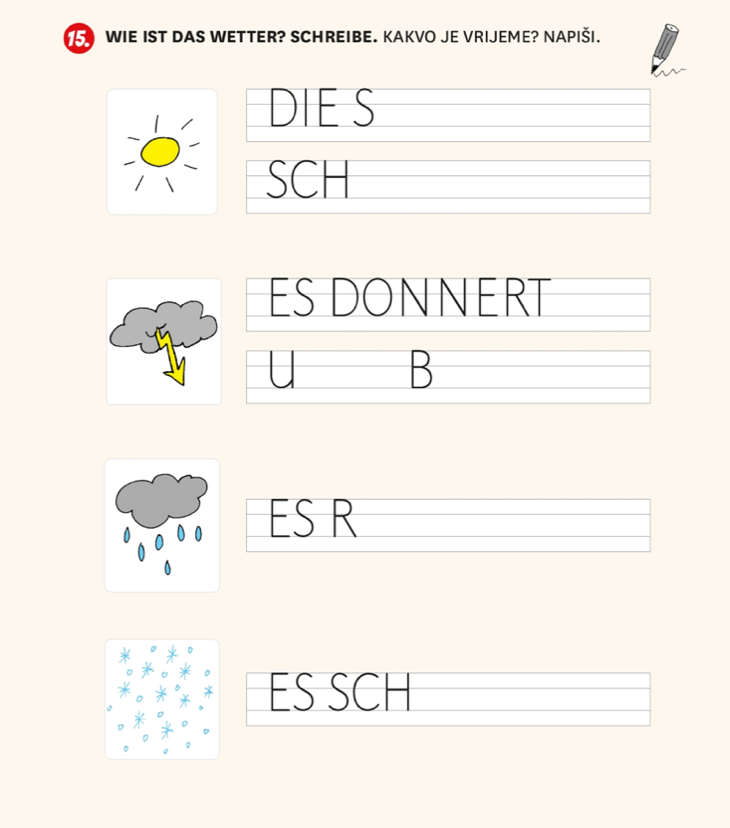 15. WIE IST DAS WETTER? SCHREIBE. KAKVO JE VRIJEME? NAPIŠI.
DIE S
SCH
ES DONNERT
U B
ES R
ES SCH